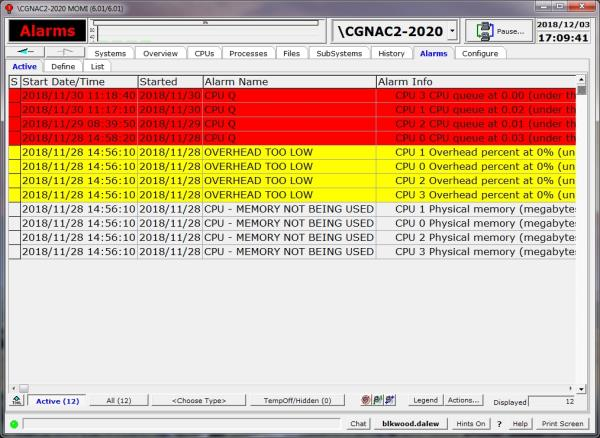 \CGNAC2-2020 MOMI (6.01/6.01)
Alarms
\CGNAC2-2020
Pause...
2018/12/03
17:09:41
Systems Overview CPUs Processes Files SubSystems History Alarms Configure
Active Define List
S Start Date/Time Started Alarm Name Alarm Info
2018/11/30 11:18:40 2018/11/30 CPU Q CPU 3 CPU queue at 0.00 (under th
2018/11/30 11:17:10 2018/11/30 CPU Q CPU 1 CPU queue at 0.02 (under th
2018/11/29 08:39:50 2018/11/29 CPU Q CPU 2 CPU queue at 0.01 (under th
2018/11/28 14:58:20 2018/11/28 CPU Q CPU 0 CPU queue at 0.03 (under th
2018/11/28 14:56:10 2018/11/28 OVERHEAD TOO LOW CPU 1 Overhead percent at 0% (un
2018/11/28 14:56:10 2018/11/28 OVERHEAD TOO LOW CPU 0 Overhead percent at 0% (un
2018/11/28 14:56:10 2018/11/28 OVERHEAD TOO LOW CPU 2 Overhead percent at 0% (un
2018/11/28 14:56:10 2018/11/28 OVERHEAD TOO LOW CPU 3 Overhead percent at 0% (un
2018/11/28 14:56:10 2018/11/28 CPU - MEMORY NOT BEING USED CPU 1 Physical memory (megabytes
2018/11/28 14:56:10 2018/11/28 CPU - MEMORY NOT BEING USED CPU 0 Physical memory (megabytes
2018/11/28 14:56:10 2018/11/28 CPU - MEMORY NOT BEING USED CPU 2 Physical memory (megabytes
2018/11/28 14:56:10 2018/11/28 CPU - MEMORY NOT BEING USED CPU 3 Physical memory (megabytes
Active (12) All (12) <Choose Type> TempOff/Hidden (0) Legend Actions... Displayed 12
Chat blkwood.dalew Hints On ? Help Print Screen